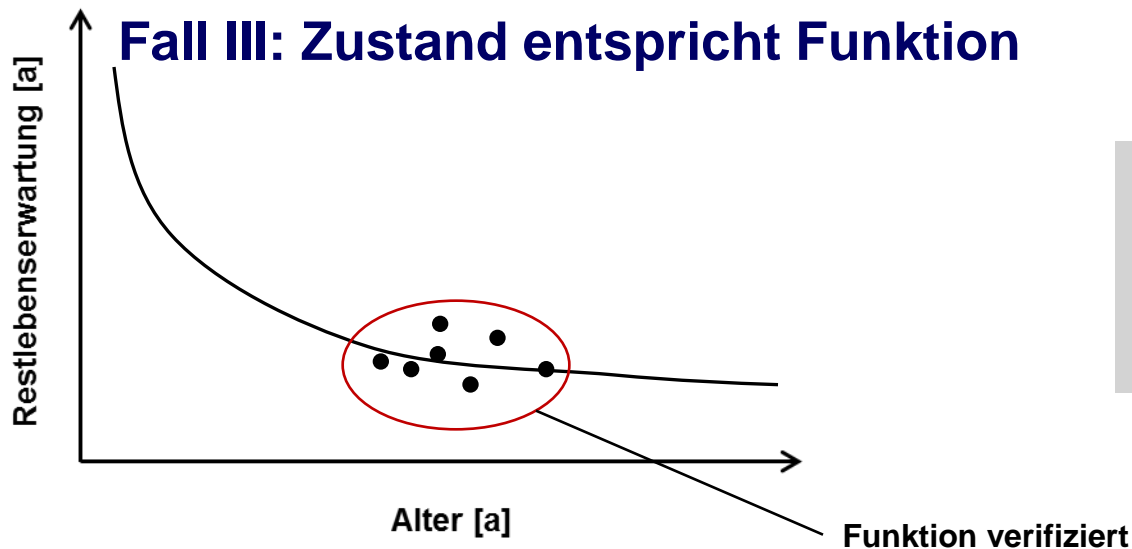 Fall III: Zustand entspricht Funktion
Restlebenserwartung [a]
Alter [a]
Funktion verifiziert